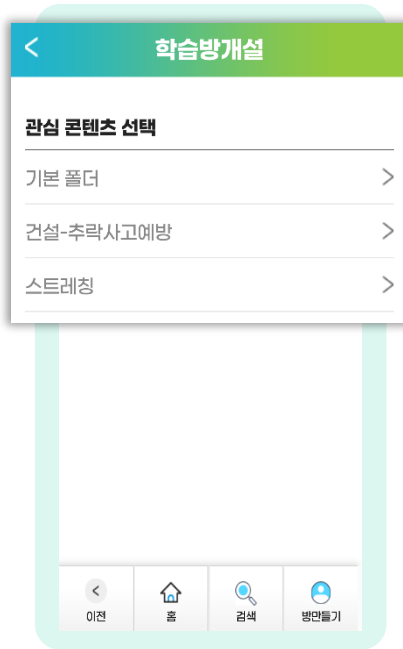 학습방개설
관심 콘텐츠 선택
기본 폴더
건설-추락사고예방
스트레칭
이전 홈 검색 방만들기